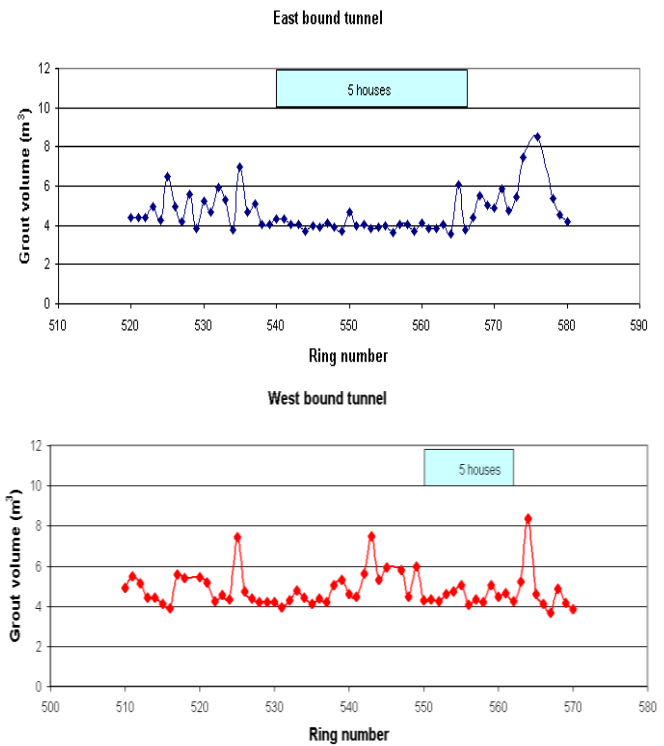 East bound tunnel
12
10
8
6
4
2
0
Grout volume (m³)
5 houses
510 520 530 540 550 560 570 580 590
Ring number
West bound tunnel
12
10
8
6
4
2
0
Grout volume (m³)
5 houses
500 510 520 530 540 550 560 570 580
Ring number